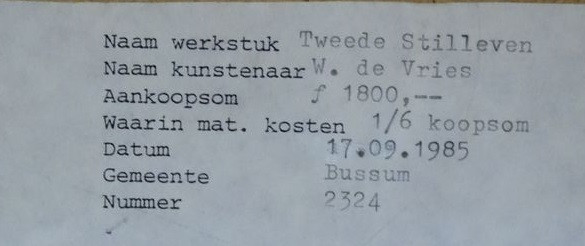 Naam werkstuk Tweede Stilleven
Naam kunstenaar W. de Vries
Aankoopsom ƒ 1800,--
Waarin mat. kosten 1/6 koopsom
Datum 17.09.1985
Gemeente Bussum
Nummer 2324